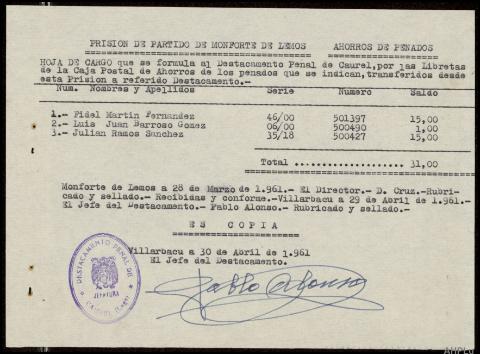 PRISION DE PARTIDO DE MONFORTE DE LEMOS AHORROS DE PENADOS
HOJA DE CARGO que se formula al Destacamento Penal de Caurel,por las Libretas
de la Caja Postal de Ahorros de los penados que se indican,transferidos desde
esta Prision a referido Destacamento.-
Num. Nombres y Apellidos Serie Numero Saldo
1.- Fidel Martin Fernandez 46/00 501397 15,00
2.- Luis Juan Barroso Gomez 06/00 500490 1,00
3.- Julian Ramos Sanchez 35/18 500427 15,00
Total .................... 31,00
Monforte de Lemos a 28 de Marzo de 1.961.- El Director.- D. Cruz.-Rubri-
cado y sellado.- Recibidas y conforme.-Villarbacu a 29 de Abril de 1.961.-
El Jefe del Destacamento.- Pablo Alonso.- Rubricado y sellado.-
ES COPIA
Villarbacu a 30 de Abril de 1.961
El Jefe del Destacamento.
DESTACAMENTO PENAL DE
JEFATURA
Pablo Alonso
AHPLu